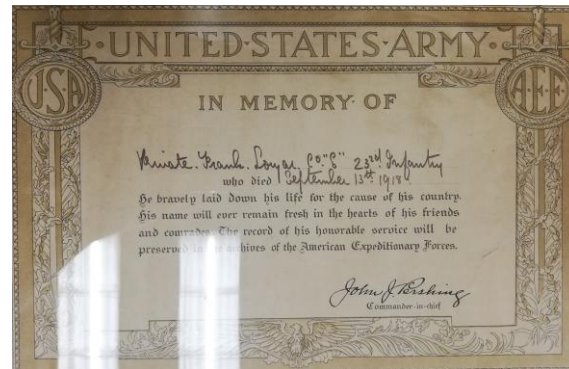 UNITED·STATES·ARMY
U.S.A
A.E.F.
IN MEMORY OF
Private Frank Co. 23rd Infantry
who died September 13th 1918.
He bravely laid down his life for the cause of his country.
His name will ever remain fresh in the hearts of his friends
and comrades. The record of his honorable service will be
preserved in the archives of the American Expeditionary Forces.
John J. Pershing
Commander-in-chief